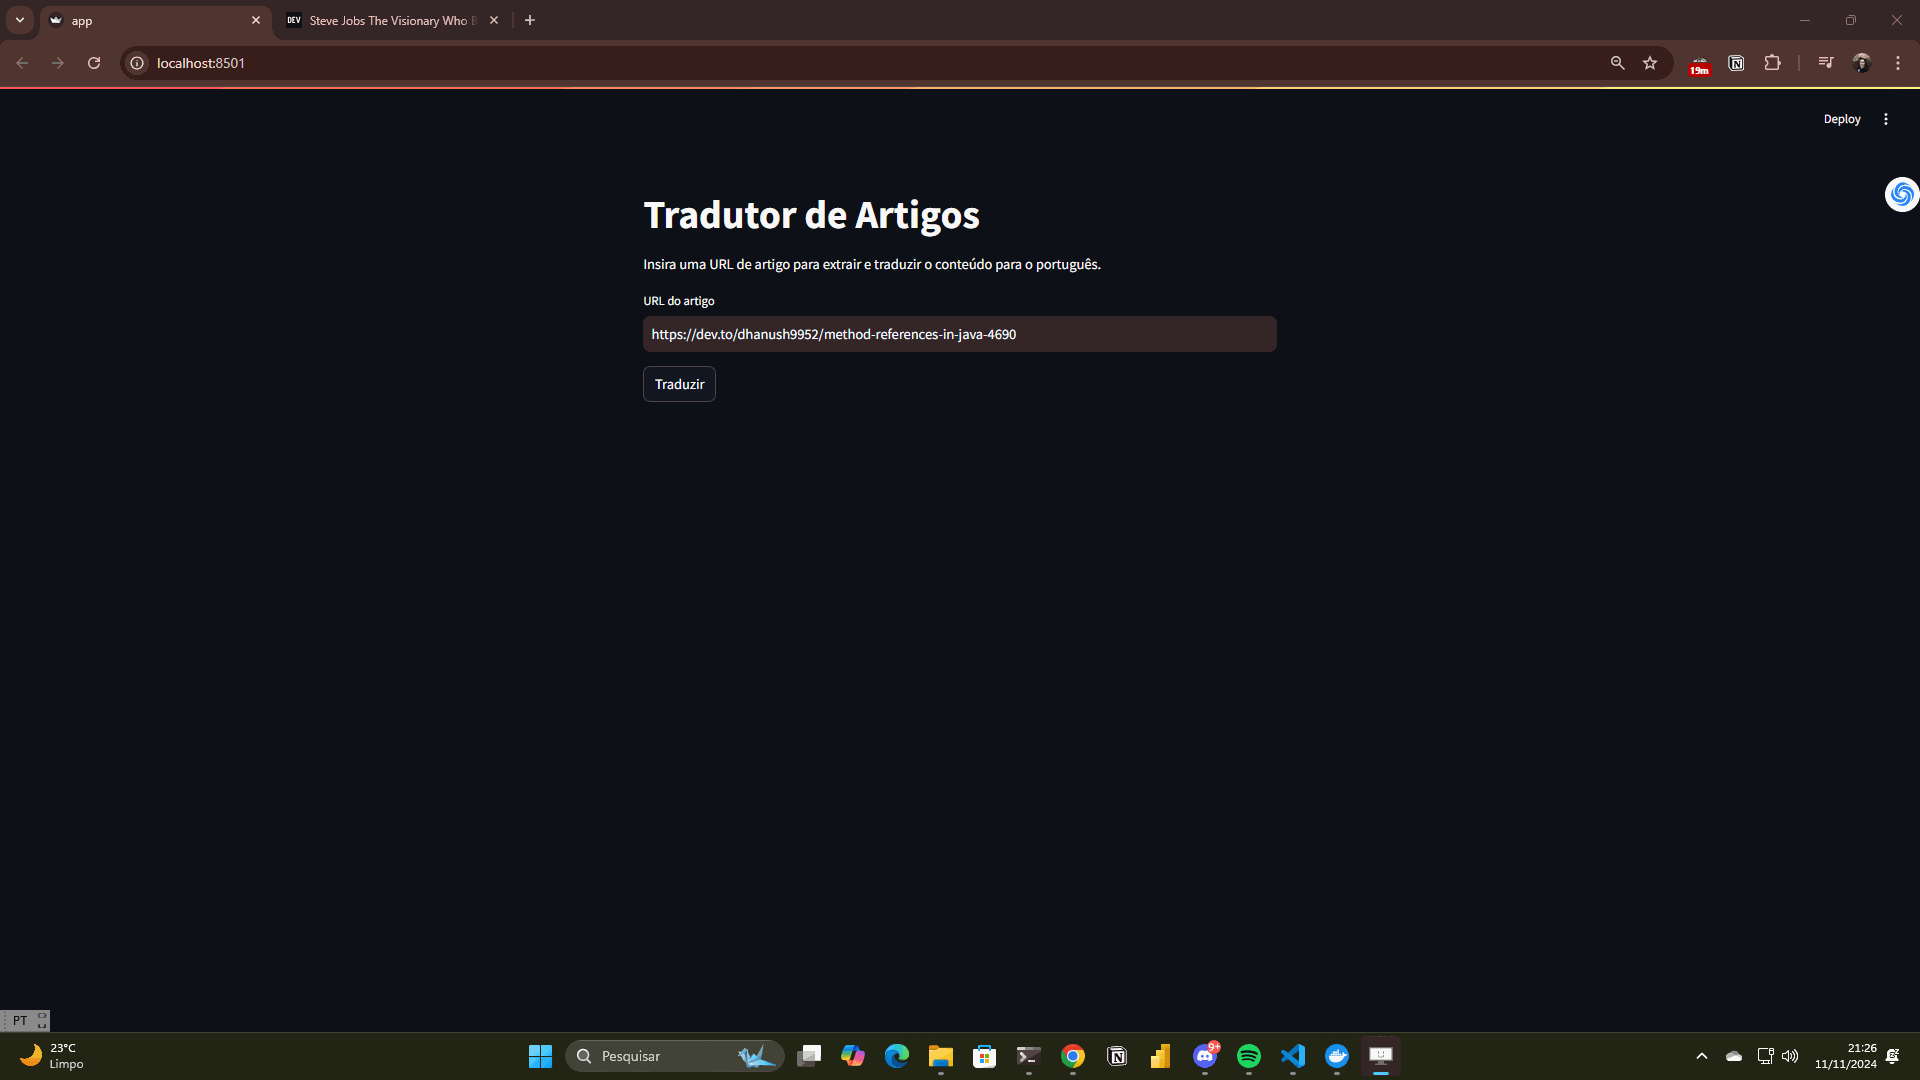 app
DEV Steve Jobs The Visionary Who
localhost:8501
19m
Deploy
Tradutor de Artigos
Insira uma URL de artigo para extrair e traduzir o conteúdo para o português.
URL do artigo
https://dev.to/dhanush9952/method-references-in-java-4690
Traduzir
PT
23°C
Limpo
Pesquisar
9+
21:26
11/11/2024